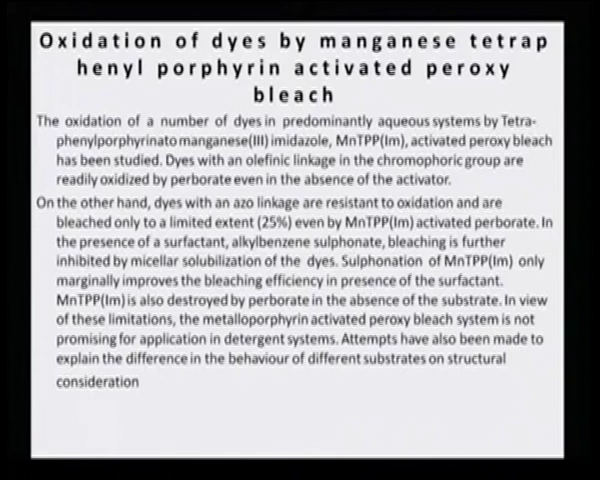 Oxidation of dyes by manganese tetrap
henyl porphyrin activated peroxy
bleach
The oxidation of a number of dyes in predominantly aqueous systems by Tetra-
phenylporphyrinato manganese(III) imidazole, MnTPP(Im), activated peroxy bleach
has been studied. Dyes with an olefinic linkage in the chromophoric group are
readily oxidized by perborate even in the absence of the activator.
On the other hand, dyes with an azo linkage are resistant to oxidation and are
bleached only to a limited extent (25%) even by MnTPP(Im) activated perborate. In
the presence of a surfactant, alkylbenzene sulphonate, bleaching is further
inhibited by micellar solubilization of the dyes. Sulphonation of MnTPP(Im) only
marginally improves the bleaching efficiency in presence of the surfactant.
MnTPP(Im) is also destroyed by perborate in the absence of the substrate. In view
of these limitations, the metalloporphyrin activated peroxy bleach system is not
promising for application in detergent systems. Attempts have also been made to
explain the difference in the behaviour of different substrates on structural
consideration